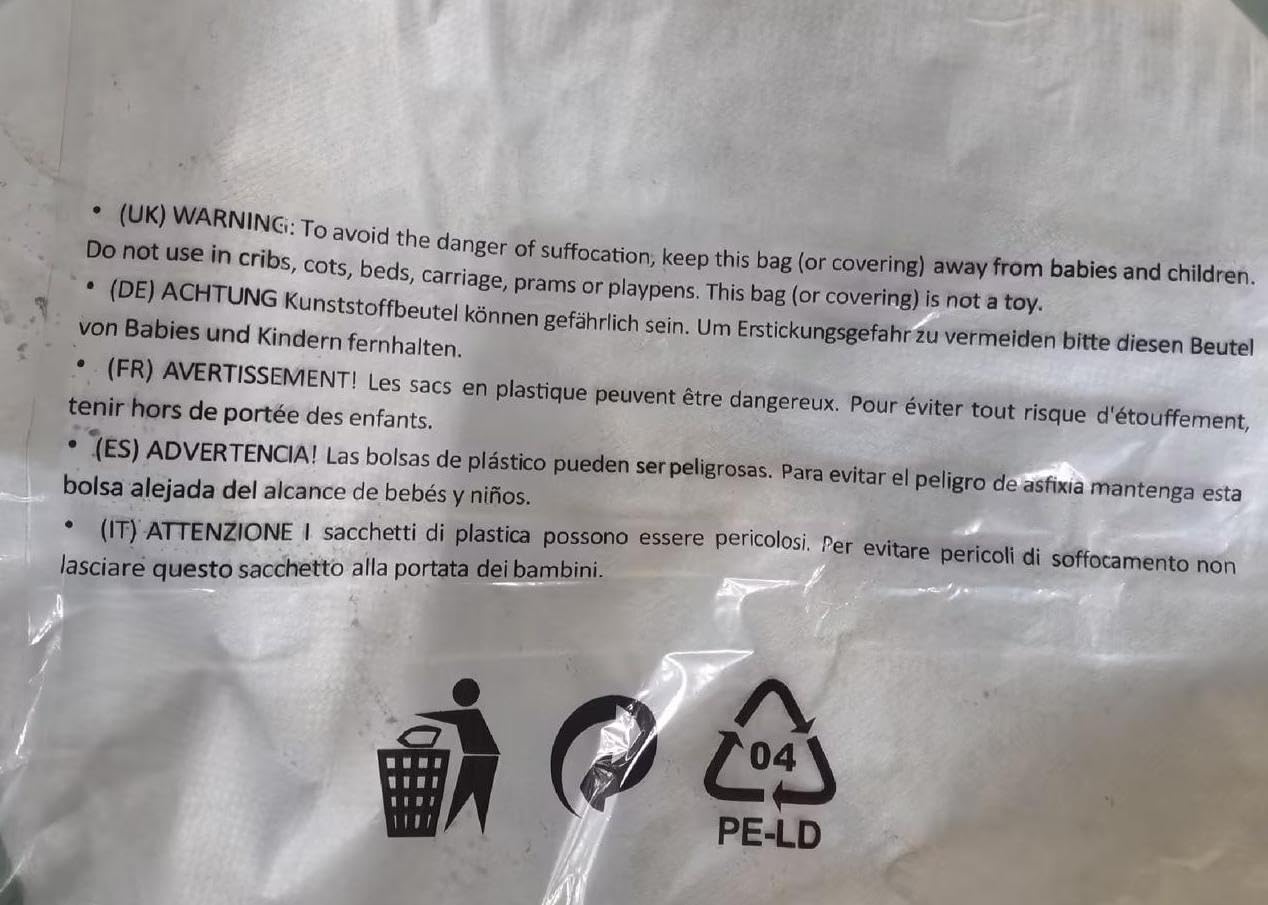 • (UK) WARNING: To avoid the danger of suffocation, keep this bag (or covering) away from babies and children.
Do not use in cribs, cots, beds, carriage, prams or playpens. This bag (or covering) is not a toy.
• (DE) ACHTUNG Kunststoffbeutel können gefährlich sein. Um Erstickungsgefahr zu vermeiden bitte diesen Beutel
von Babies und Kindern fernhalten.
• (FR) AVERTISSEMENT! Les sacs en plastique peuvent être dangereux. Pour éviter tout risque d'étouffement,
tenir hors de portée des enfants.
• (ES) ADVERTENCIA! Las bolsas de plástico pueden ser peligrosas. Para evitar el peligro de asfixia mantenga esta
bolsa alejada del alcance de bebés y niños.
• (IT) ATTENZIONE I sacchetti di plastica possono essere pericolosi. Per evitare pericoli di soffocamento non
lasciare questo sacchetto alla portata dei bambini.
04
PE-LD